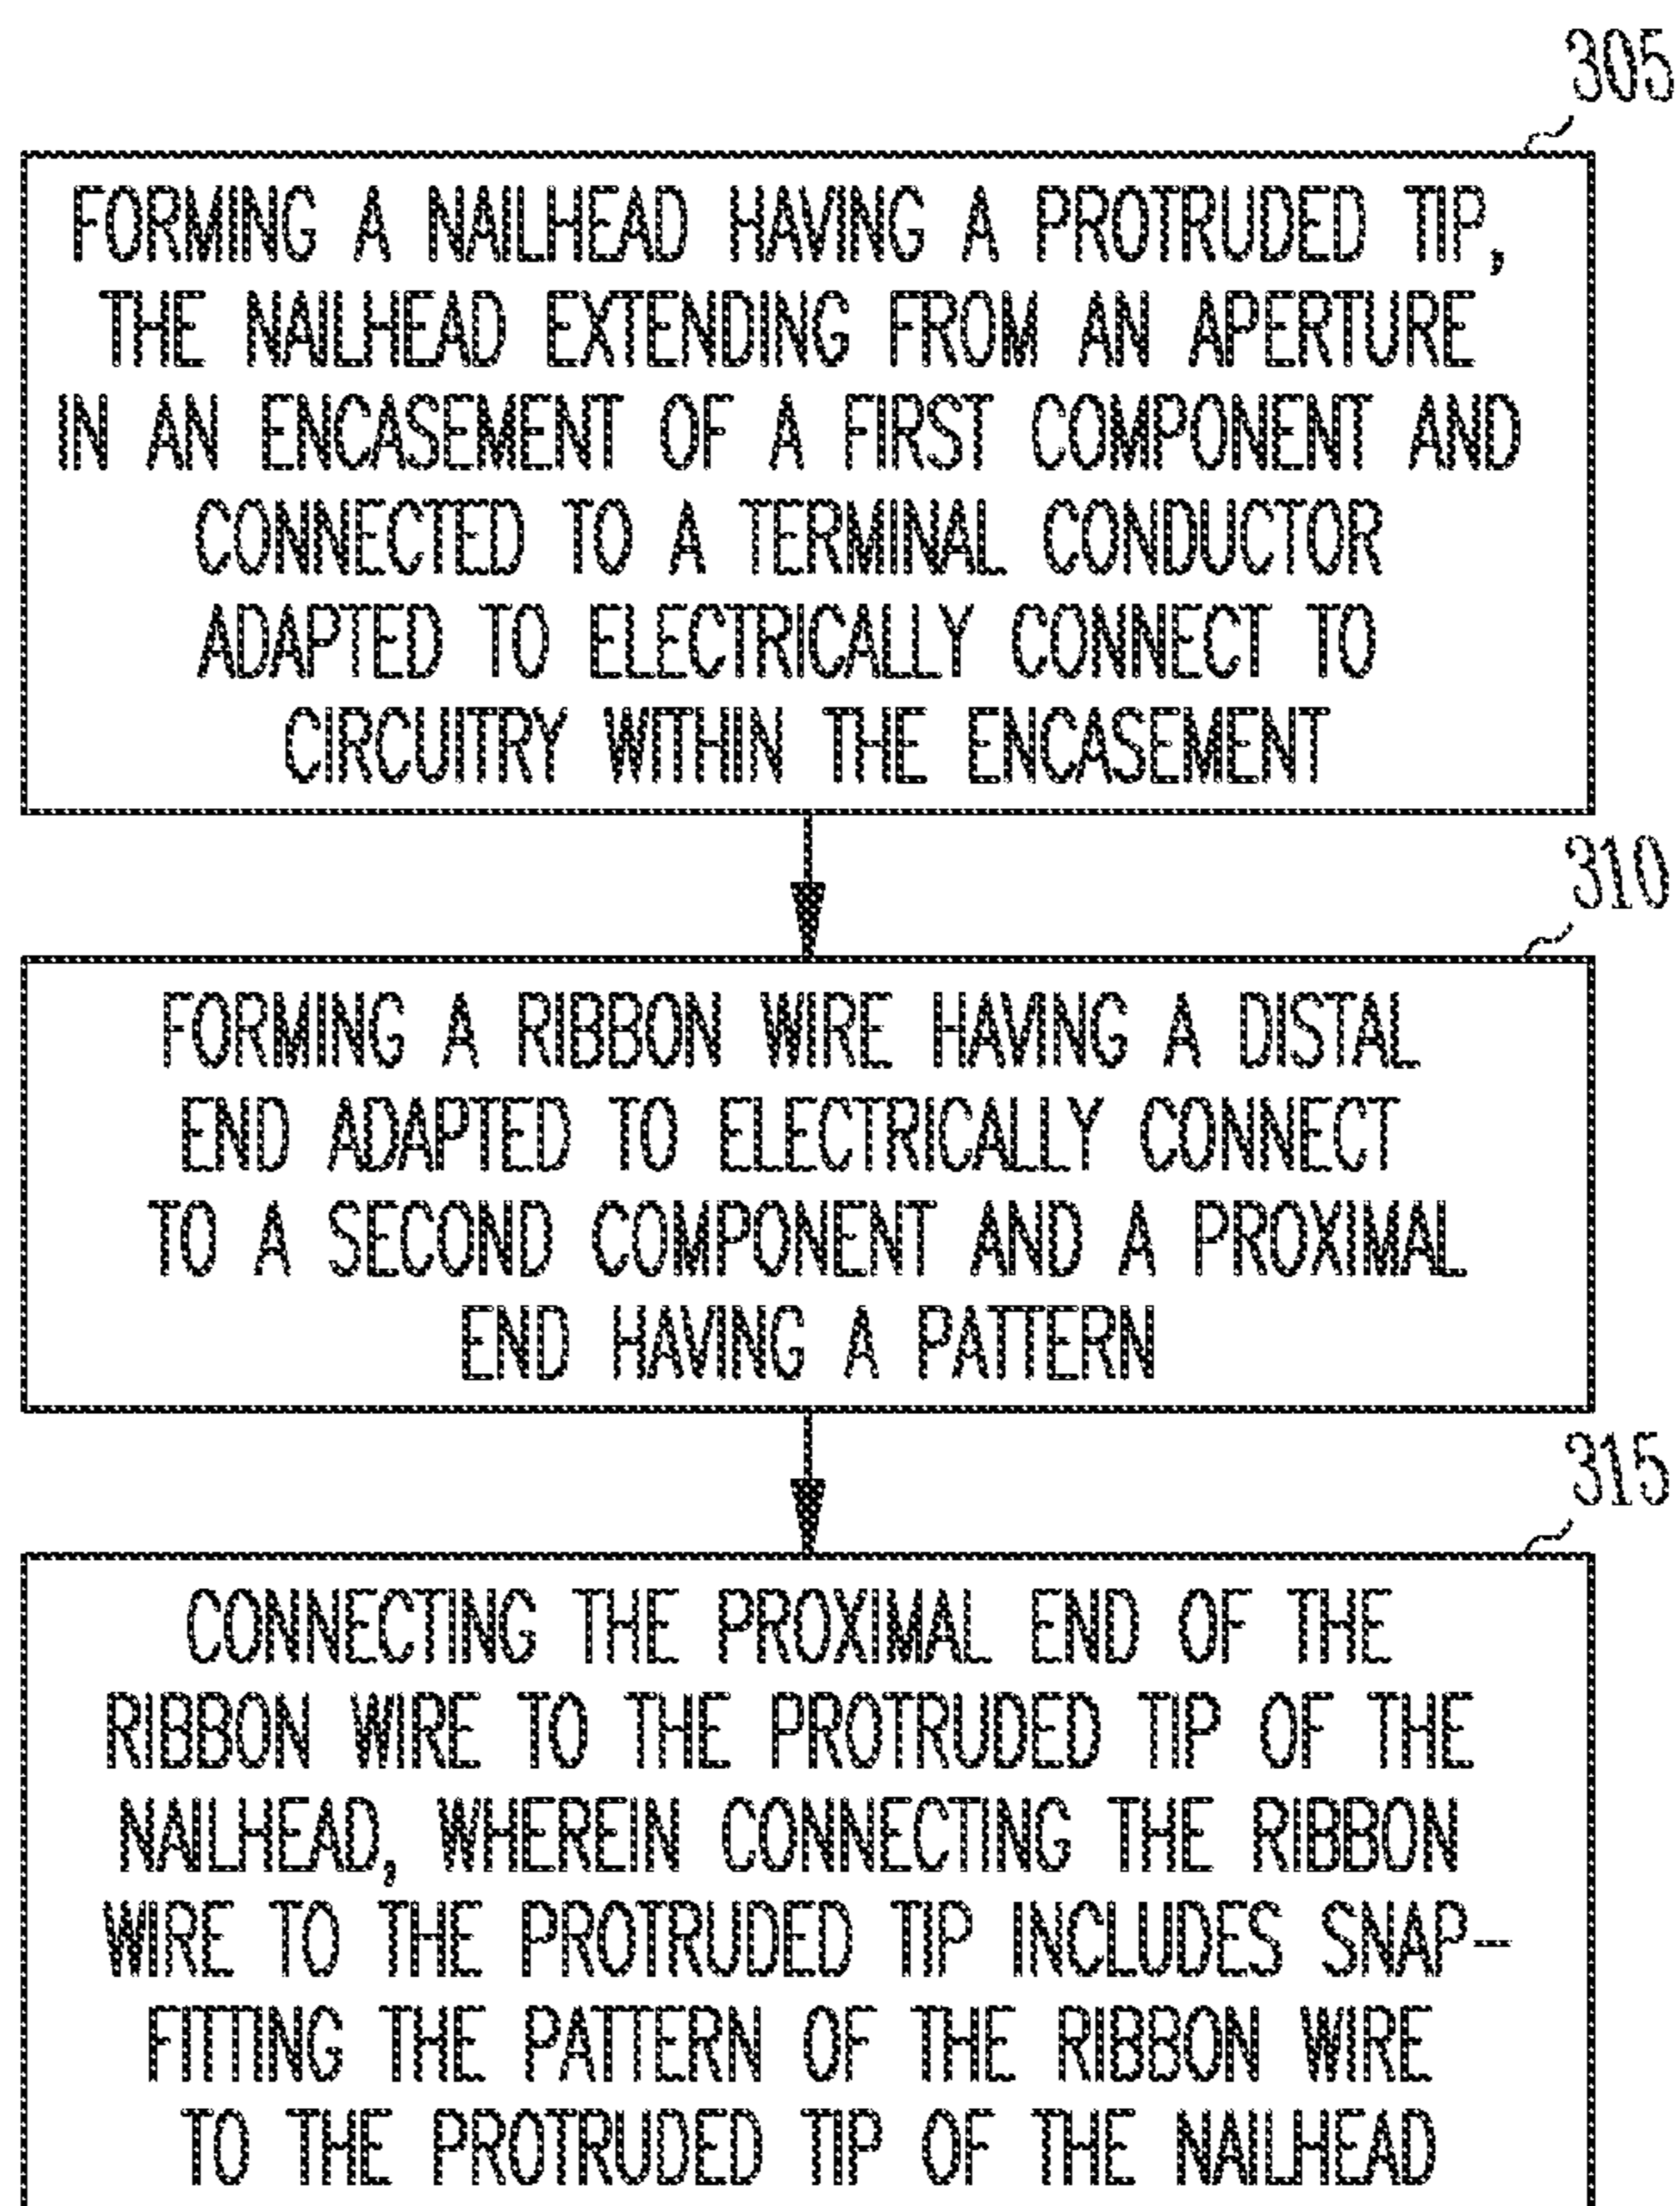 305
FORMING A NAILHEAD HAVING A PROTRUDED TIP,
THE NAILHEAD EXTENDING FROM AN APERTURE
IN AN ENCASEMENT OF A FIRST COMPONENT AND
CONNECTED TO A TERMINAL CONDUCTOR
ADAPTED TO ELECTRICALLY CONNECT TO
CIRCUITRY WITHIN THE ENCASEMENT
310
FORMING A RIBBON WIRE HAVING A DISTAL
END ADAPTED TO ELECTRICALLY CONNECT
TO A SECOND COMPONENT AND A PROXIMAL
END HAVING A PATTERN
315
CONNECTING THE PROXIMAL END OF THE
RIBBON WIRE TO THE PROTRUDED TIP OF THE
NAILHEAD, WHEREIN CONNECTING THE RIBBON
WIRE TO THE PROTRUDED TIP INCLUDES SNAP-
FITTING THE PATTERN OF THE RIBBON WIRE
TO THE PROTRUDED TIP OF THE NAILHEAD